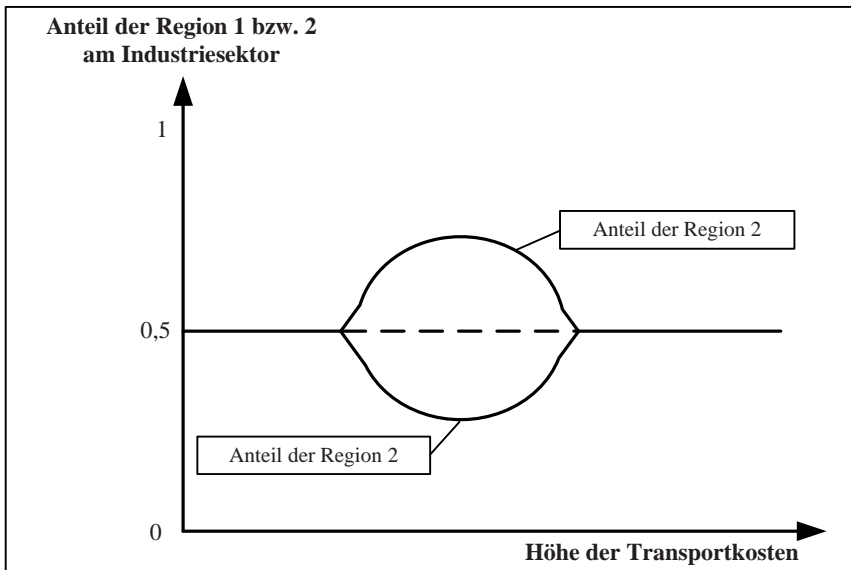 Anteil der Region 1 bzw. 2
am Industriesektor
1
Anteil der Region 2
0,5
Anteil der Region 2
0
Höhe der Transportkosten